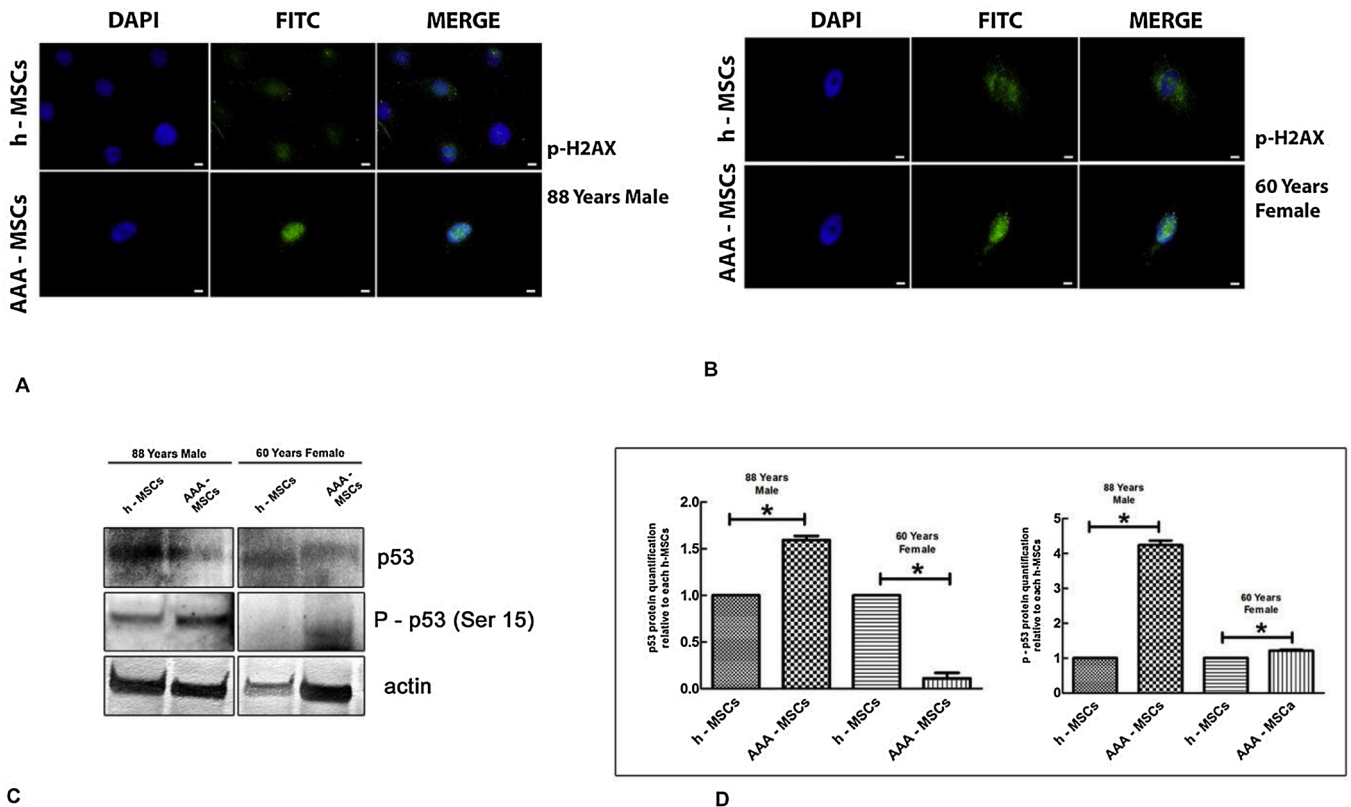 DAPI FITC MERGE
h - MSCs
AAA - MSCs
p-H2AX
88 Years Male
A
DAPI FITC MERGE
h - MSCs
AAA - MSCs
p-H2AX
60 Years
Female
B
88 Years Male 60 Years Female
h - MSCs
AAA -
MSCs
h - MSCs
AAA -
MSCs
p53
P - p53 (Ser 15)
actin
C
p53 protein quantification
relative to each h-MSCs
2.0
1.5
1.0
0.5
0.0
88 Years
Male
*
60 Years
Female
*
h - MSCs
AAA - MSCs
h - MSCs
AAA - MSCs
p - p53 protein quantification
relative to each h-MSCs
5
4
3
2
1
0
88 Years
Male
*
60 Years
Female
*
h - MSCs
AAA - MSCs
h - MSCs
AAA - MSCa
D